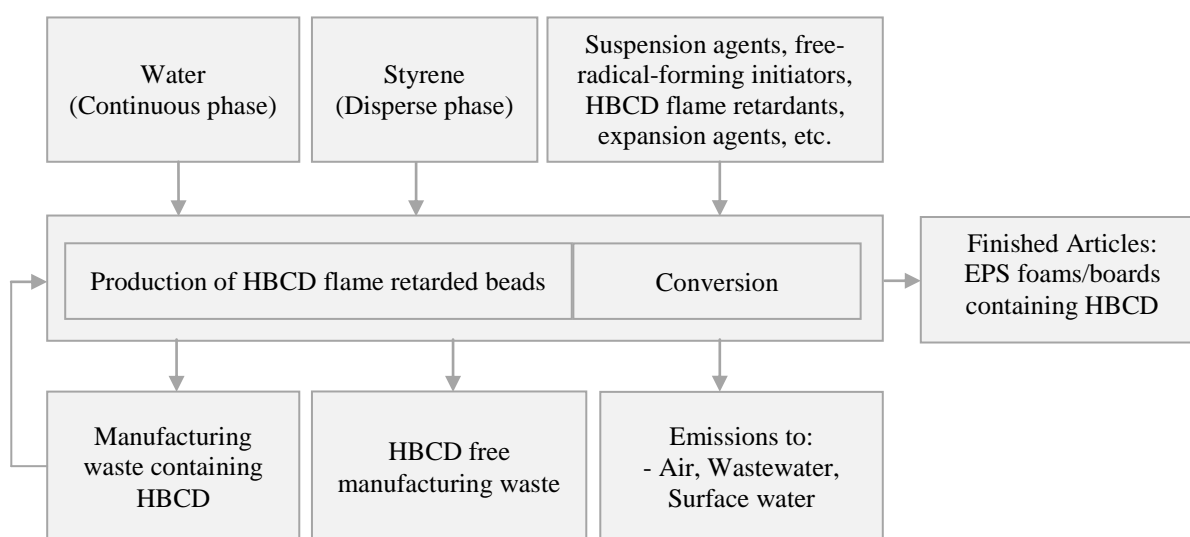 Water
(Continuous phase)
Styrene
(Disperse phase)
Suspension agents, free-
radical-forming initiators,
HBCD flame retardants,
expansion agents, etc.
Production of HBCD flame retarded beads
Conversion
Finished Articles:
EPS foams/boards
containing HBCD
Manufacturing
waste containing
HBCD
HBCD free
manufacturing waste
Emissions to:
- Air, Wastewater,
Surface water